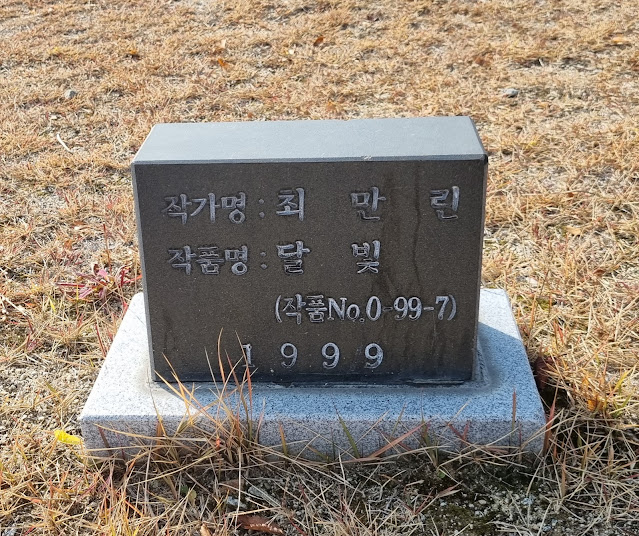 작가명 : 최 만 린
작품명 : 달 빛
(작품No.0-99-7)
1999